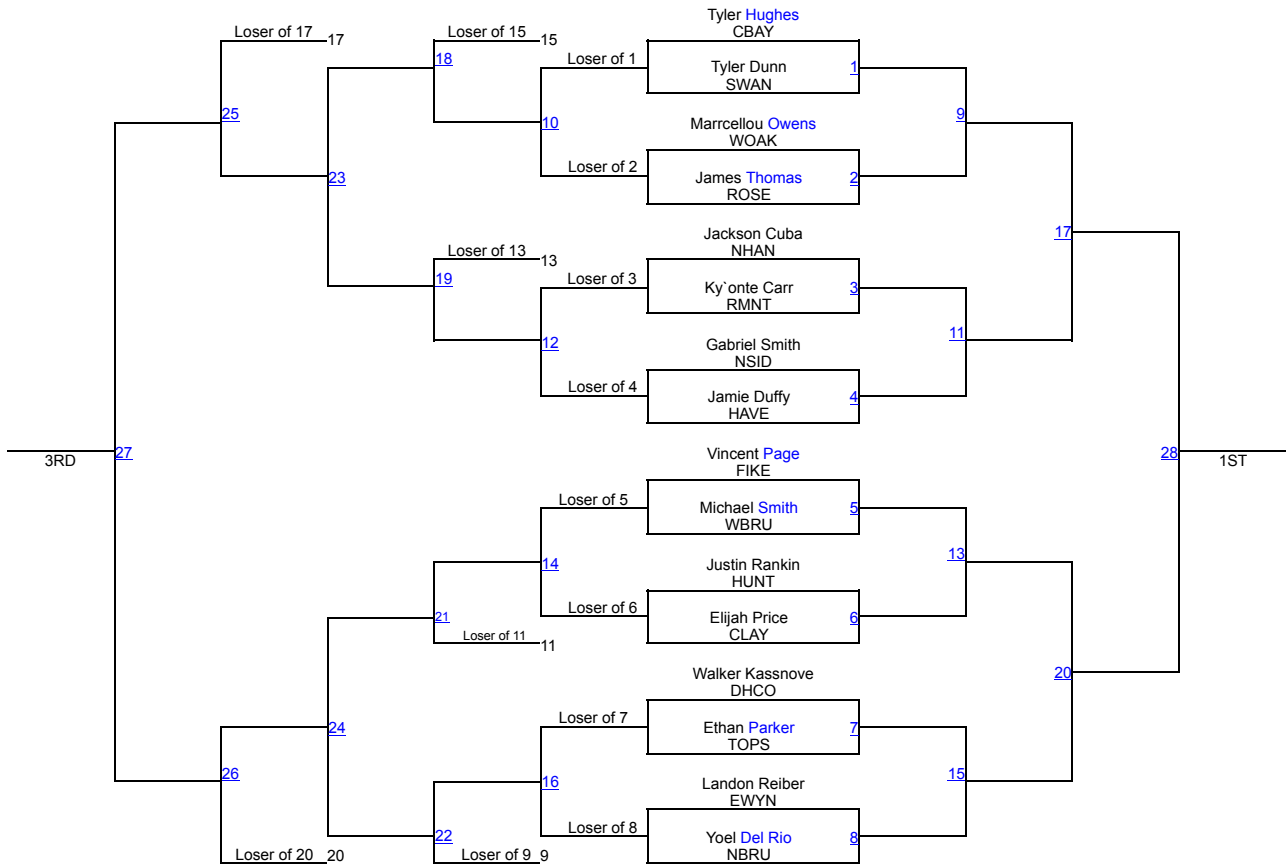 Tyler Hughes
CBAY
Loser of 17 17
Loser of 15 15
18
Loser of 1
Tyler Dunn 1
SWAN
25
10
Marrcellou Owens
WOAK
9
Loser of 2
James Thomas 2
ROSE
23
Jackson Cuba
NHAN
17
Loser of 13 13
19
Loser of 3
Ky`onte Carr 3
RMNT
12
11
Gabriel Smith
NSID
Loser of 4
Jamie Duffy 4
HAVE
3RD
27
Vincent Page
FIKE
28
1ST
Loser of 5
Michael Smith 5
WBRU
14
13
Justin Rankin
HUNT
21
Loser of 6
Elijah Price 6
CLAY
Loser of 11 11
Walker Kassnove
DHCO
20
24
Loser of 7
Ethan Parker 7
TOPS
26
16
15
Landon Reiber
EWYN
22
Loser of 8
Yoel Del Rio 8
NBRU
Loser of 20 20
Loser of 9 9